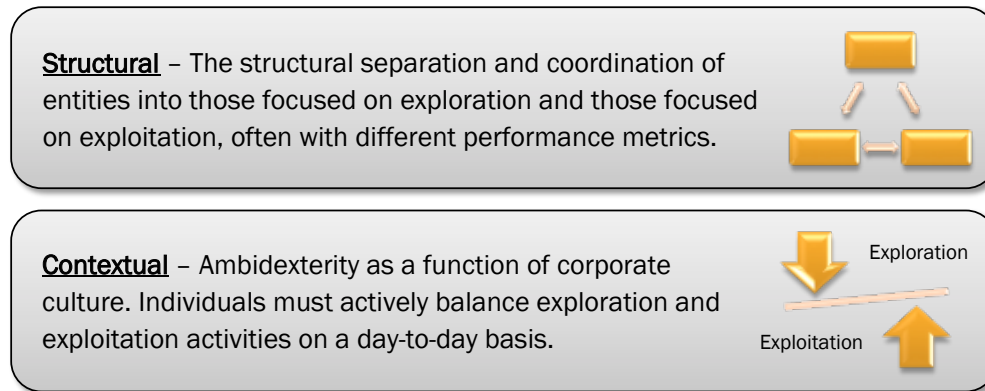 Structural – The structural separation and coordination of
entities into those focused on exploration and those focused
on exploitation, often with different performance metrics.
Contextual – Ambidexterity as a function of corporate
culture. Individuals must actively balance exploration and
exploitation activities on a day-to-day basis.
Exploration
Exploitation